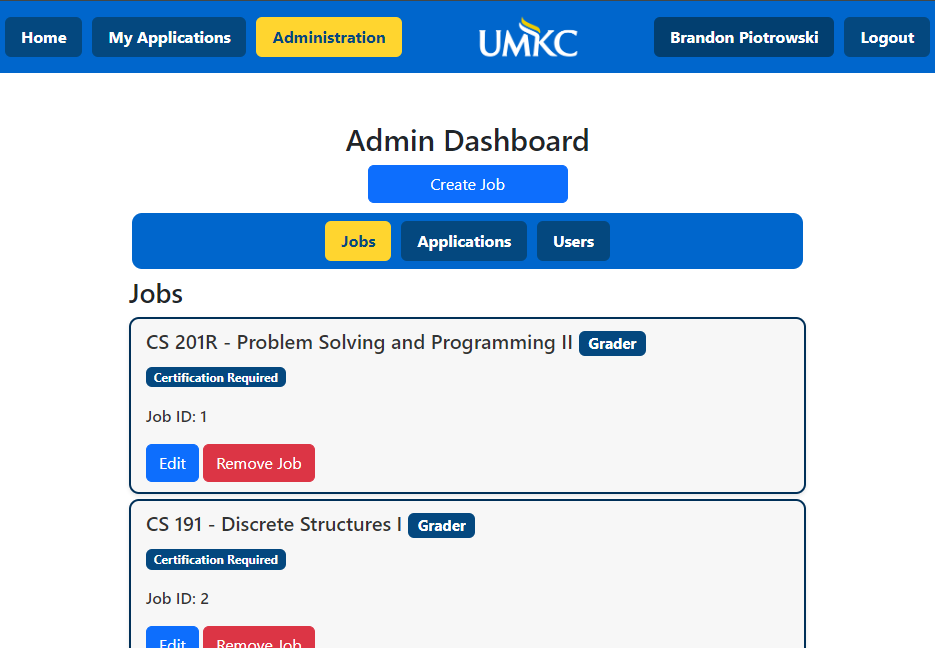 Home My Applications Administration UMKC Brandon Piotrowski Logout
Admin Dashboard
Create Job
Jobs Applications Users
Jobs
CS 201R - Problem Solving and Programming II Grader
Certification Required
Job ID: 1
Edit Remove Job
CS 191 - Discrete Structures I Grader
Certification Required
Job ID: 2
Edit Remove Job